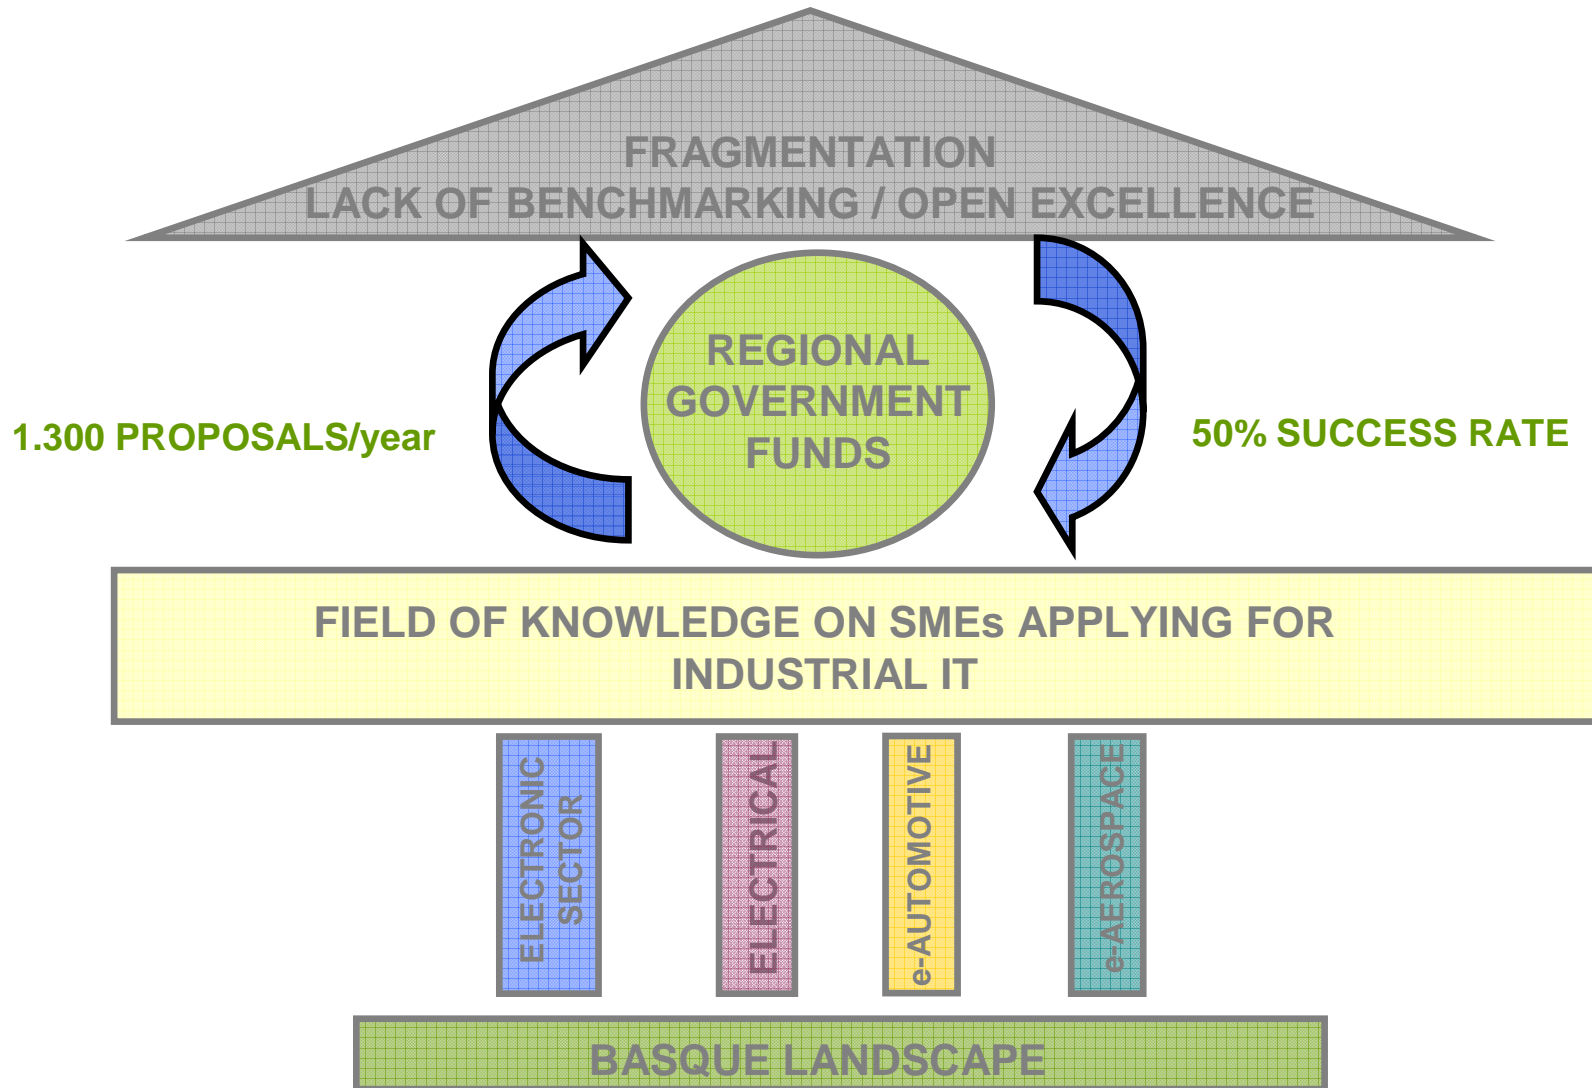 FRAGMENTATION
LACK OF BENCHMARKING / OPEN EXCELLENCE
REGIONAL
GOVERNMENT
FUNDS
1.300 PROPOSALS/year
50% SUCCESS RATE
FIELD OF KNOWLEDGE ON SMEs APPLYING FOR
INDUSTRIAL IT
ELECTRONIC
SECTOR
ELECTRICAL
e-AUTOMOTIVE
e-AEROSPACE
BASQUE LANDSCAPE